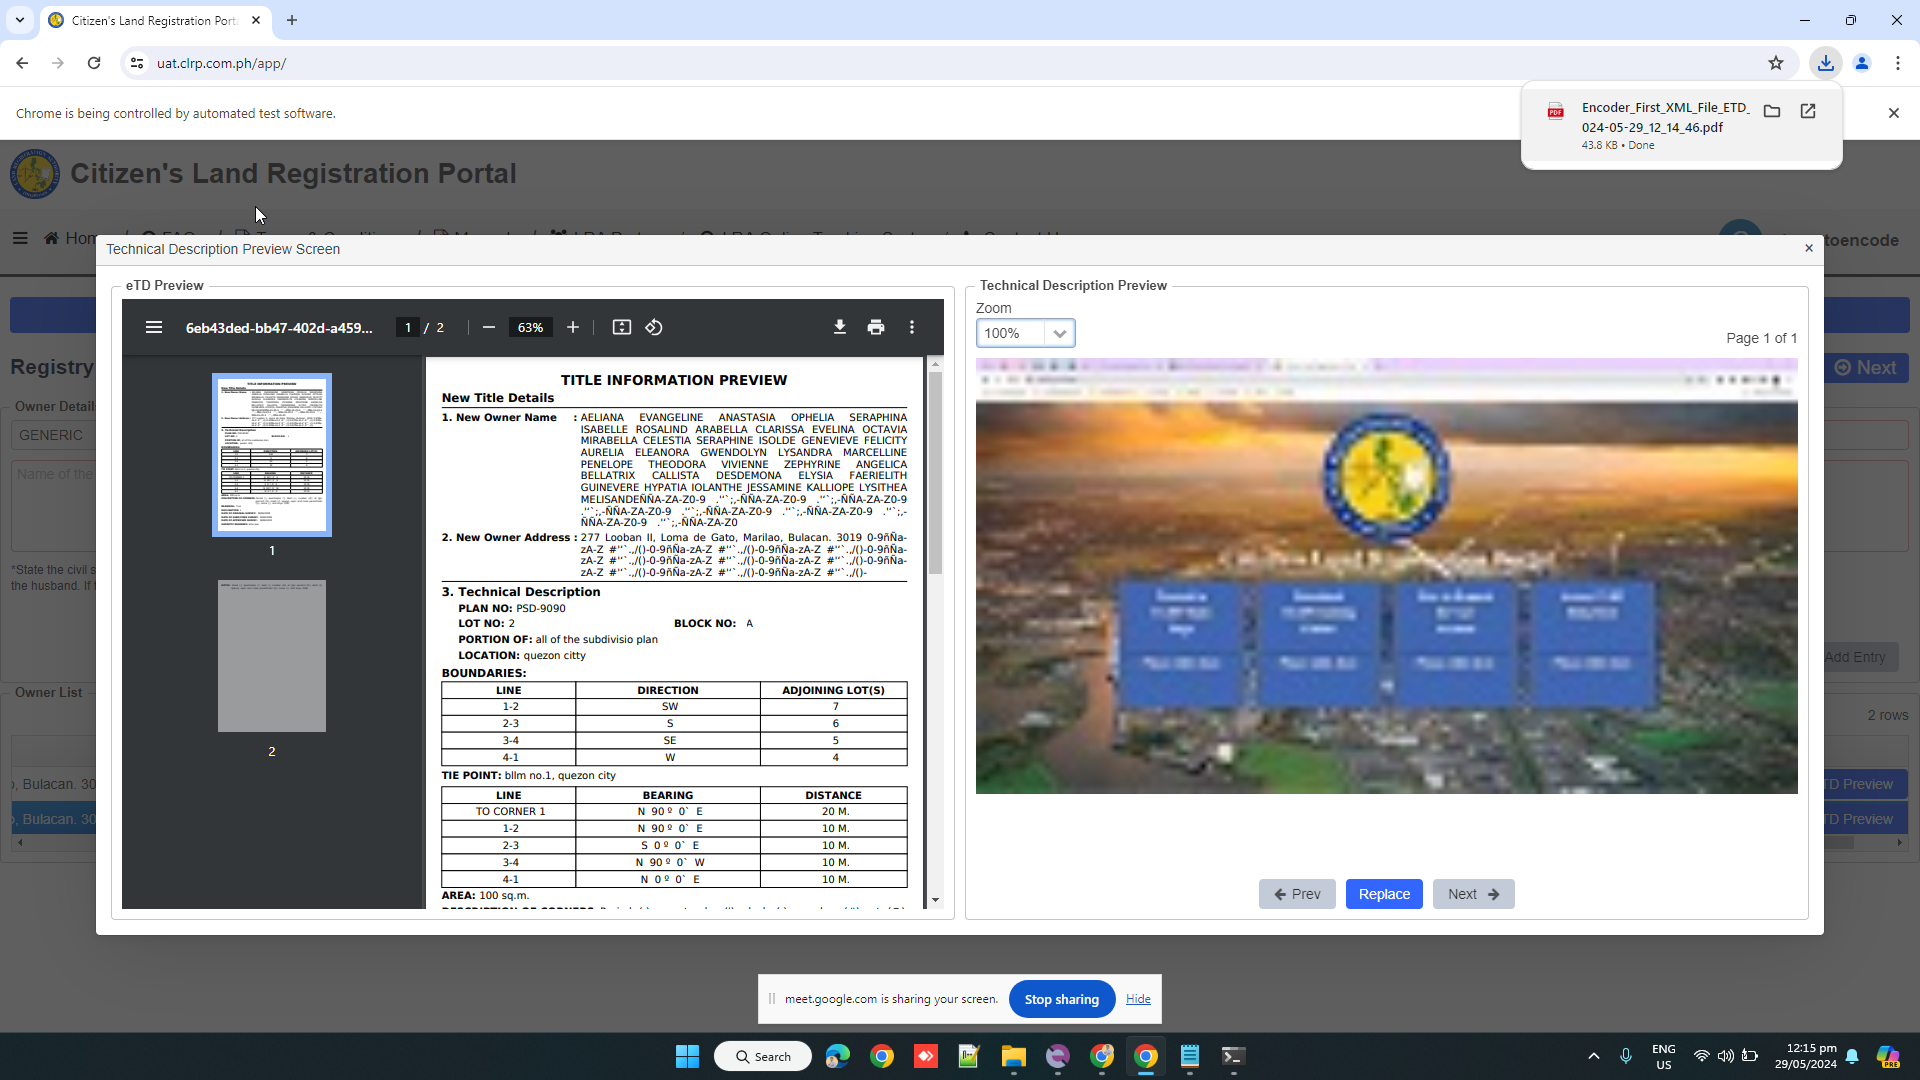 Citizen's Land Registration Porta
uat.clrp.com.ph/app/
Chrome is being controlled by automated test software.
Encoder_First_XML_File_ETD_
024-05-29_12_14_46.pdf
43.8 KB • Done
Citizen's Land Registration Portal
toencode
Technical Description Preview Screen
eTD Preview
6eb43ded-bb47-402d-a459...
1 / 2
63%
1
2
TITLE INFORMATION PREVIEW
New Title Details
1. New Owner Name : AELIANA EVANGELINE ANASTASIA OPHELIA SERAPHINA
ISABELLE ROSALIND ARABELLA CLARISSA EVELINA OCTAVIA
MIRABELLA CELESTIA SERAPHINE ISOLDE GENEVIEVE FELICITY
AURELIA ELEANORA GWENDOLYN LYSANDRA MARCELLINE
PENELOPE THEODORA VIVIENNE ZEPHYRINE ANGELICA
BELLATRIX CALLISTA DESDEMONA ELYSIA FAERIELITH
GUINEVERE HYPATIA IOLANTHE JESSAMINE KALLIOPE LYSITHEA
MELISANDEÑÑA-ZA-Z0-9 .'"`;,-ÑÑA-ZA-Z0-9 .'"`;,-ÑÑA-ZA-Z0-9
.'"`;,-ÑÑA-ZA-Z0-9 .'"`;,-ÑÑA-ZA-Z0-9 .'"`;,-ÑÑA-ZA-Z0-9 .'"`;,-
ÑÑA-ZA-Z0-9 .'"`;,-ÑÑA-ZA-Z0
2. New Owner Address : 277 Looban II, Loma de Gato, Marilao, Bulacan. 3019 0-9ñÑa-
zA-Z #'"`.,/()-0-9ñÑa-zA-Z #'"`.,/()-0-9ñÑa-zA-Z #'"`.,/()-0-9ñÑa-
zA-Z #'"`.,/()-0-9ñÑa-zA-Z #'"`.,/()-0-9ñÑa-zA-Z #'"`.,/()-0-9ñÑa-
zA-Z #'"`.,/()-0-9ñÑa-zA-Z #'"`.,/()-0-9ñÑa-zA-Z #'"`.,/()-
3. Technical Description
PLAN NO: PSD-9090
LOT NO: 2 BLOCK NO: A
PORTION OF: all of the subdivisio plan
LOCATION: quezon citty
BOUNDARIES:
LINE DIRECTION ADJOINING LOT(S)
1-2 SW 7
2-3 S 6
3-4 SE 5
4-1 W 4
TIE POINT: bllm no.1, quezon city
LINE BEARING DISTANCE
TO CORNER 1 N 90 º 0` E 20 M.
1-2 N 90 º 0` E 10 M.
2-3 S 0 º 0` E 10 M.
3-4 N 90 º 0` W 10 M.
4-1 N 0 º 0` E 10 M.
AREA: 100 sq.m.
Technical Description Preview
Zoom
100%
Page 1 of 1
Prev
Replace
Next
Registry
Next
Owner Details
GENERIC
Name of the
*State the civil s
the husband. If
Add Entry
Owner List
2 rows
o, Bulacan. 30
TD Preview
o, Bulacan. 30
TD Preview
meet.google.com is sharing your screen.
Stop sharing
Hide
Search
ENG
US
12:15 pm
29/05/2024
PRE